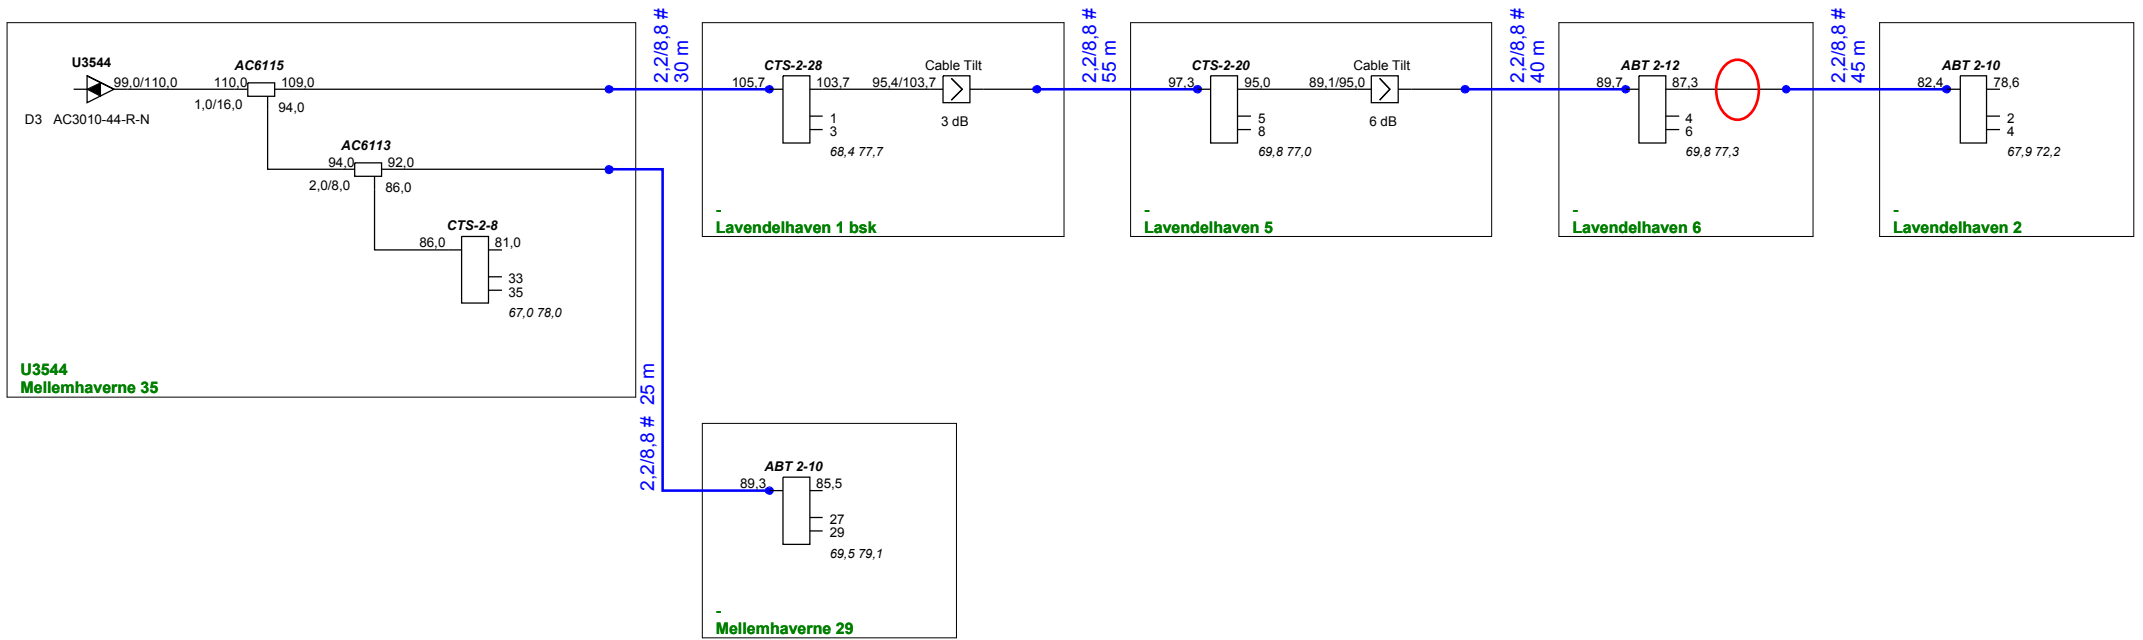 U3544
99,0/110,0
D3 AC3010-44-R-N
AC6115
110,0
109,0
1,0/16,0
94,0
AC6113
94,0
92,0
2,0/8,0
86,0
CTS-2-8
86,0
81,0
33
35
67,0 78,0
U3544
Mellemhaverne 35
2,2/8,8 #
30 m
CTS-2-28
105,7
103,7
1
3
68,4 77,7
95,4/103,7
Cable Tilt
3 dB
-
Lavendelhaven 1 bsk
2,2/8,8 #
55 m
CTS-2-20
97,3
95,0
5
8
69,8 77,0
89,1/95,0
Cable Tilt
6 dB
-
Lavendelhaven 5
2,2/8,8 #
40 m
ABT 2-12
89,7
87,3
4
6
69,8 77,3
-
Lavendelhaven 6
2,2/8,8 #
45 m
ABT 2-10
82,4
78,6
2
4
67,9 72,2
-
Lavendelhaven 2
2,2/8,8 # 25 m
ABT 2-10
89,3
85,5
27
29
69,5 79,1
-
Mellemhaverne 29